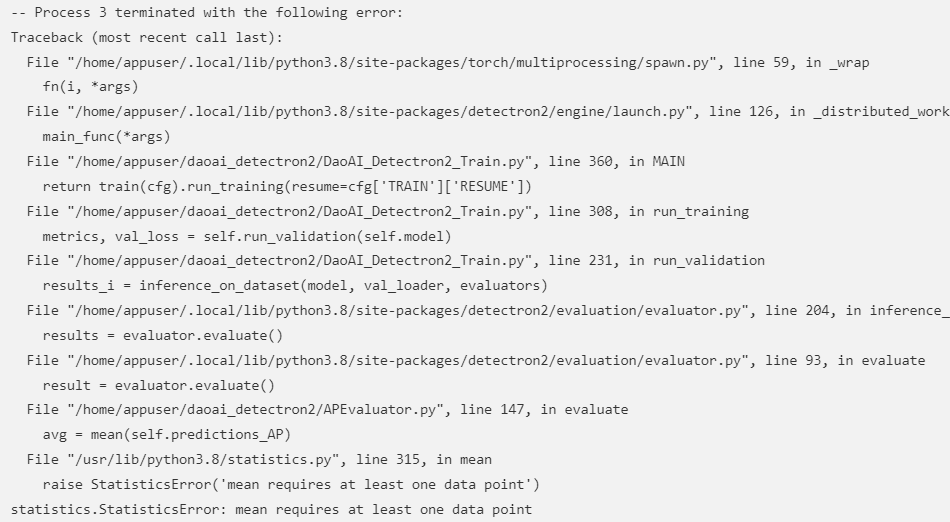 -- Process 3 terminated with the following error:
Traceback (most recent call last):
  File "/home/appuser/.local/lib/python3.8/site-packages/torch/multiprocessing/spawn.py", line 59, in _wrap
    fn(i, *args)
  File "/home/appuser/.local/lib/python3.8/site-packages/detectron2/engine/launch.py", line 126, in _distributed_work
    main_func(*args)
  File "/home/appuser/daoai_detectron2/DaoAI_Detectron2_Train.py", line 360, in MAIN
    return train(cfg).run_training(resume=cfg['TRAIN']['RESUME'])
  File "/home/appuser/daoai_detectron2/DaoAI_Detectron2_Train.py", line 308, in run_training
    metrics, val_loss = self.run_validation(self.model)
  File "/home/appuser/daoai_detectron2/DaoAI_Detectron2_Train.py", line 231, in run_validation
    results_i = inference_on_dataset(model, val_loader, evaluators)
  File "/home/appuser/.local/lib/python3.8/site-packages/detectron2/evaluation/evaluator.py", line 204, in inference_
    results = evaluator.evaluate()
  File "/home/appuser/.local/lib/python3.8/site-packages/detectron2/evaluation/evaluator.py", line 93, in evaluate
    result = evaluator.evaluate()
  File "/home/appuser/daoai_detectron2/APEvaluator.py", line 147, in evaluate
    avg = mean(self.predictions_AP)
  File "/usr/lib/python3.8/statistics.py", line 315, in mean
    raise StatisticsError('mean requires at least one data point')
statistics.StatisticsError: mean requires at least one data point